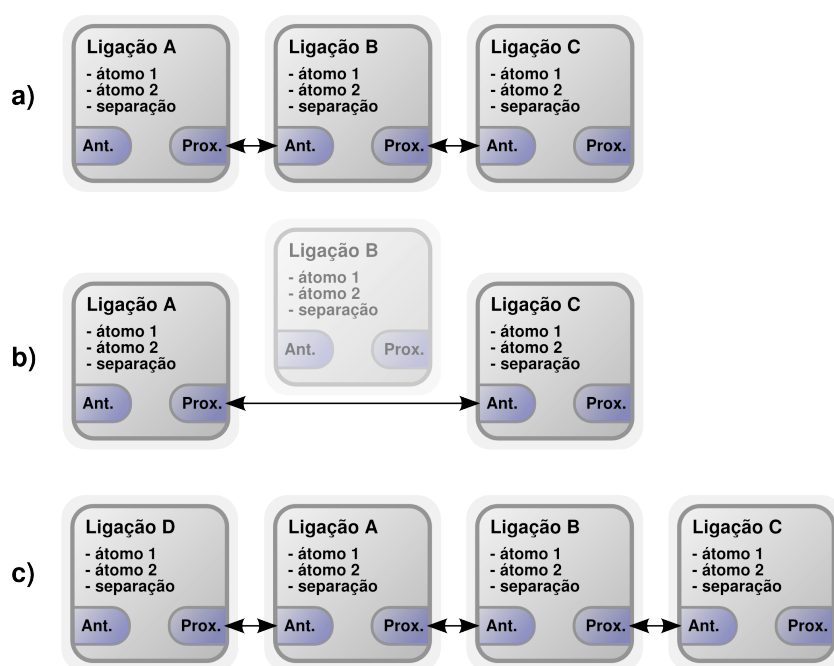 a)
Ligação A
- átomo 1
- átomo 2
- separação
Ant. Prox.
Ligação B
- átomo 1
- átomo 2
- separação
Ant. Prox.
Ligação C
- átomo 1
- átomo 2
- separação
Ant. Prox.
b)
Ligação A
- átomo 1
- átomo 2
- separação
Ant. Prox.
Ligação B
- átomo 1
- átomo 2
- separação
Ant. Prox.
Ligação C
- átomo 1
- átomo 2
- separação
Ant. Prox.
c)
Ligação D
- átomo 1
- átomo 2
- separação
Ant. Prox.
Ligação A
- átomo 1
- átomo 2
- separação
Ant. Prox.
Ligação B
- átomo 1
- átomo 2
- separação
Ant. Prox.
Ligação C
- átomo 1
- átomo 2
- separação
Ant. Prox.